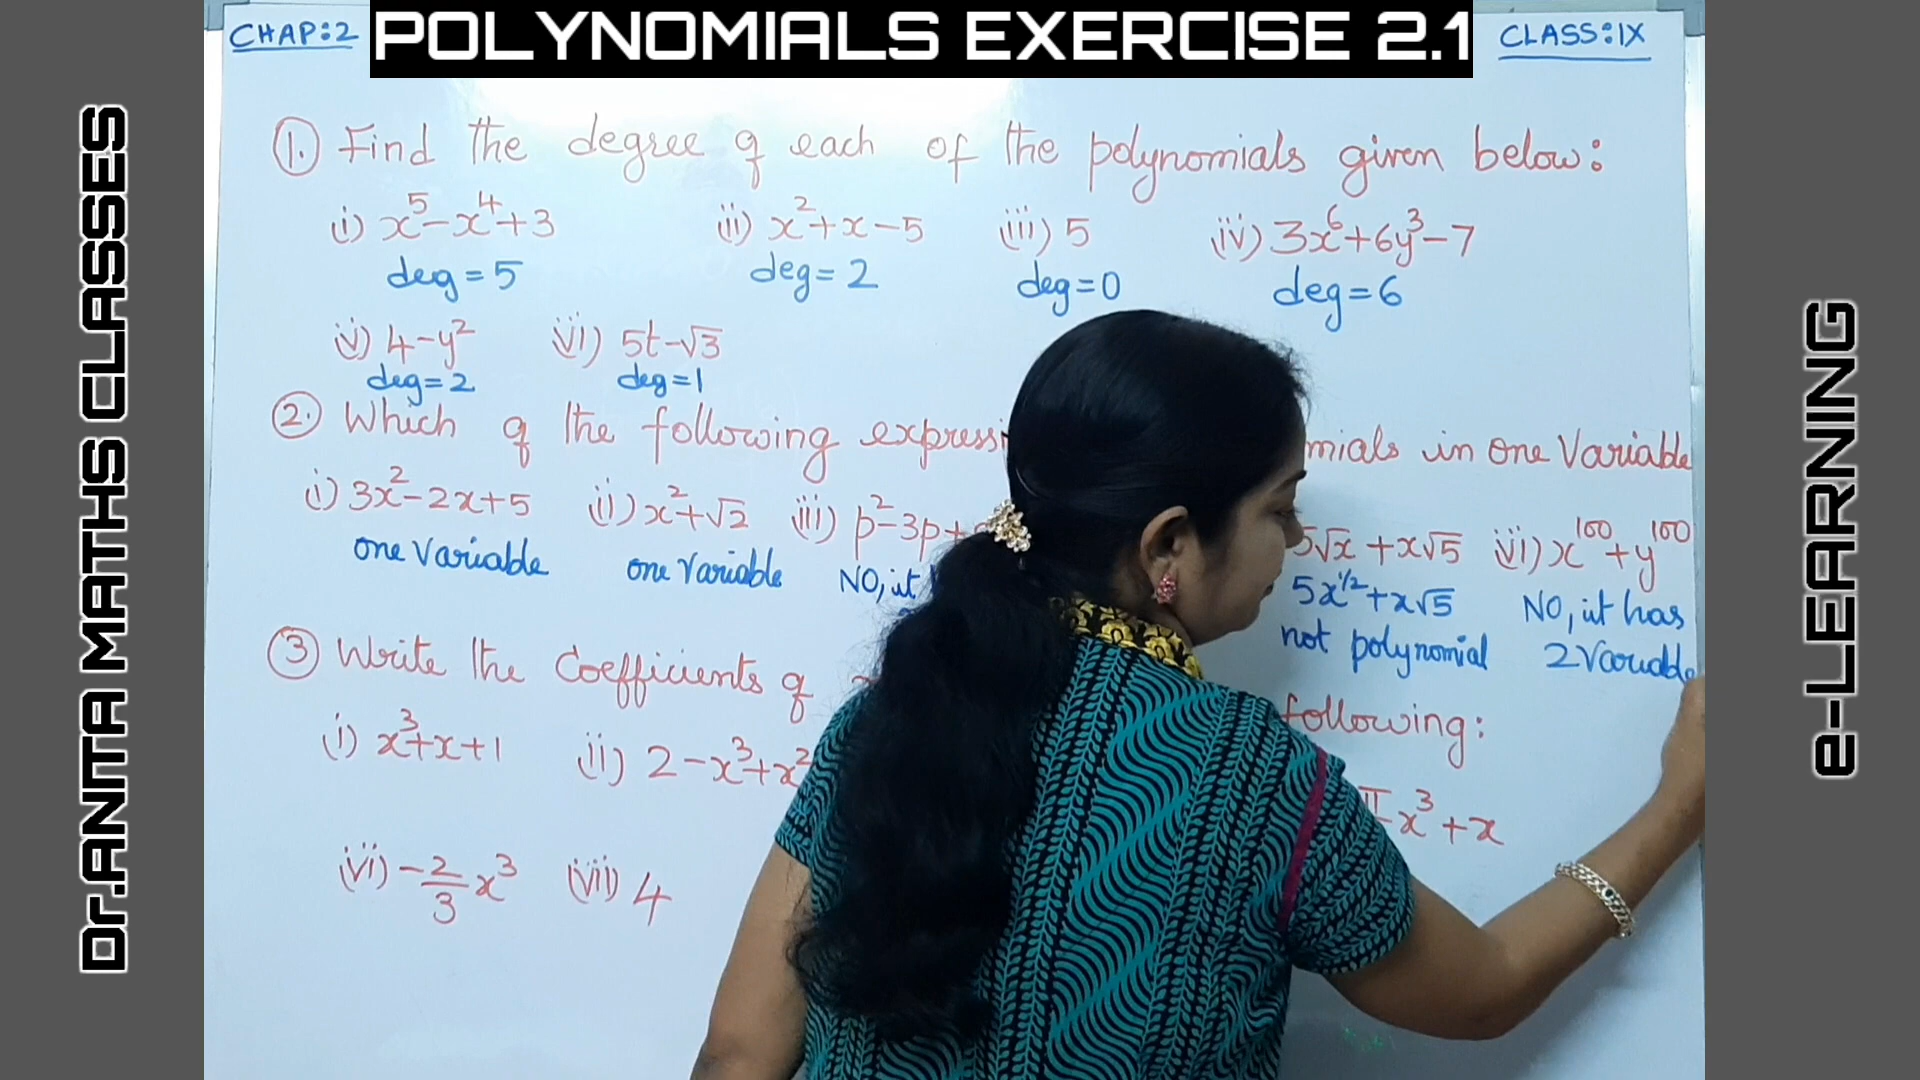 CHAP:2
POLYNOMIALS EXERCISE 2.1
CLASS:IX
Dr.ANITA MATHS CLASSES
e-LEARNING
① Find the degree of each of the polynomials given below:
(i) x⁵-x⁴+3 (ii) x²+x-5 (iii) 5 (iv) 3x⁶+6y³-7
deg=5 deg=2 deg=0 deg=6
(v) 4-y² (vi) 5t-√3
deg=2 deg=1
② Which of the following in one Variable
(i) 3x²-2x+5 (ii) x²+√2 (iii) p²-3p+ 5√x+x√5 (vi) x¹⁰⁰+y¹⁰⁰
one Variable one Variable NO, it 5x^1/2+x√5 NO, it has
not polynomial 2 Variable
③ Write the Coefficients of following:
(i) x³+x+1 (ii) 2-x³+x² x³+x
(vi) -2/3 x³ (vii) 4